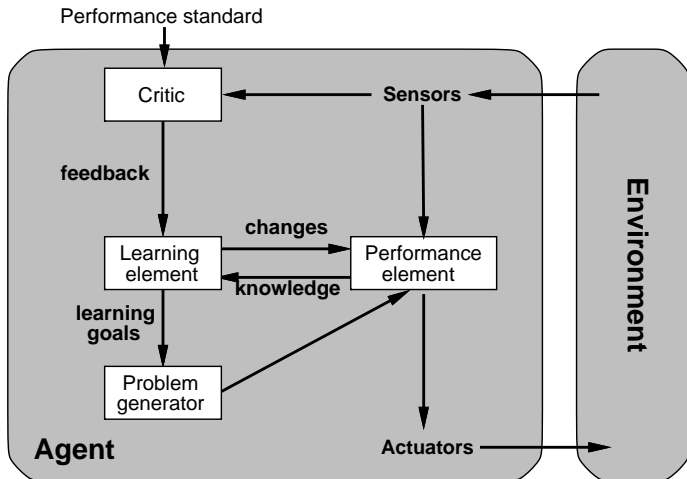 Performance standard
Critic
Sensors
feedback
changes
Learning
element
Performance
element
knowledge
learning
goals
Problem
generator
Agent
Actuators
Environment